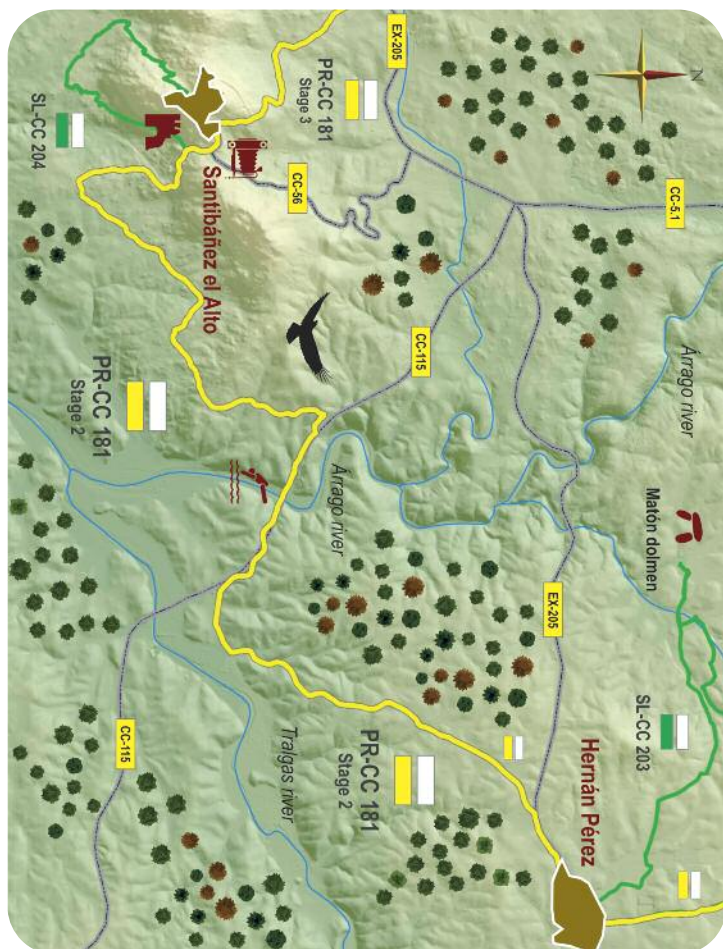 N
Árrago river
CC-5.1
Matón dolmen
SL-CC 203
Hernán Pérez
EX-205
CC-115
EX-205
PR-CC 181
Stage 2
Árrago river
PR-CC 181
Stage 3
CC-56
Tralgas river
Santibáñez el Alto
CC-115
PR-CC 181
Stage 2
SL-CC 204